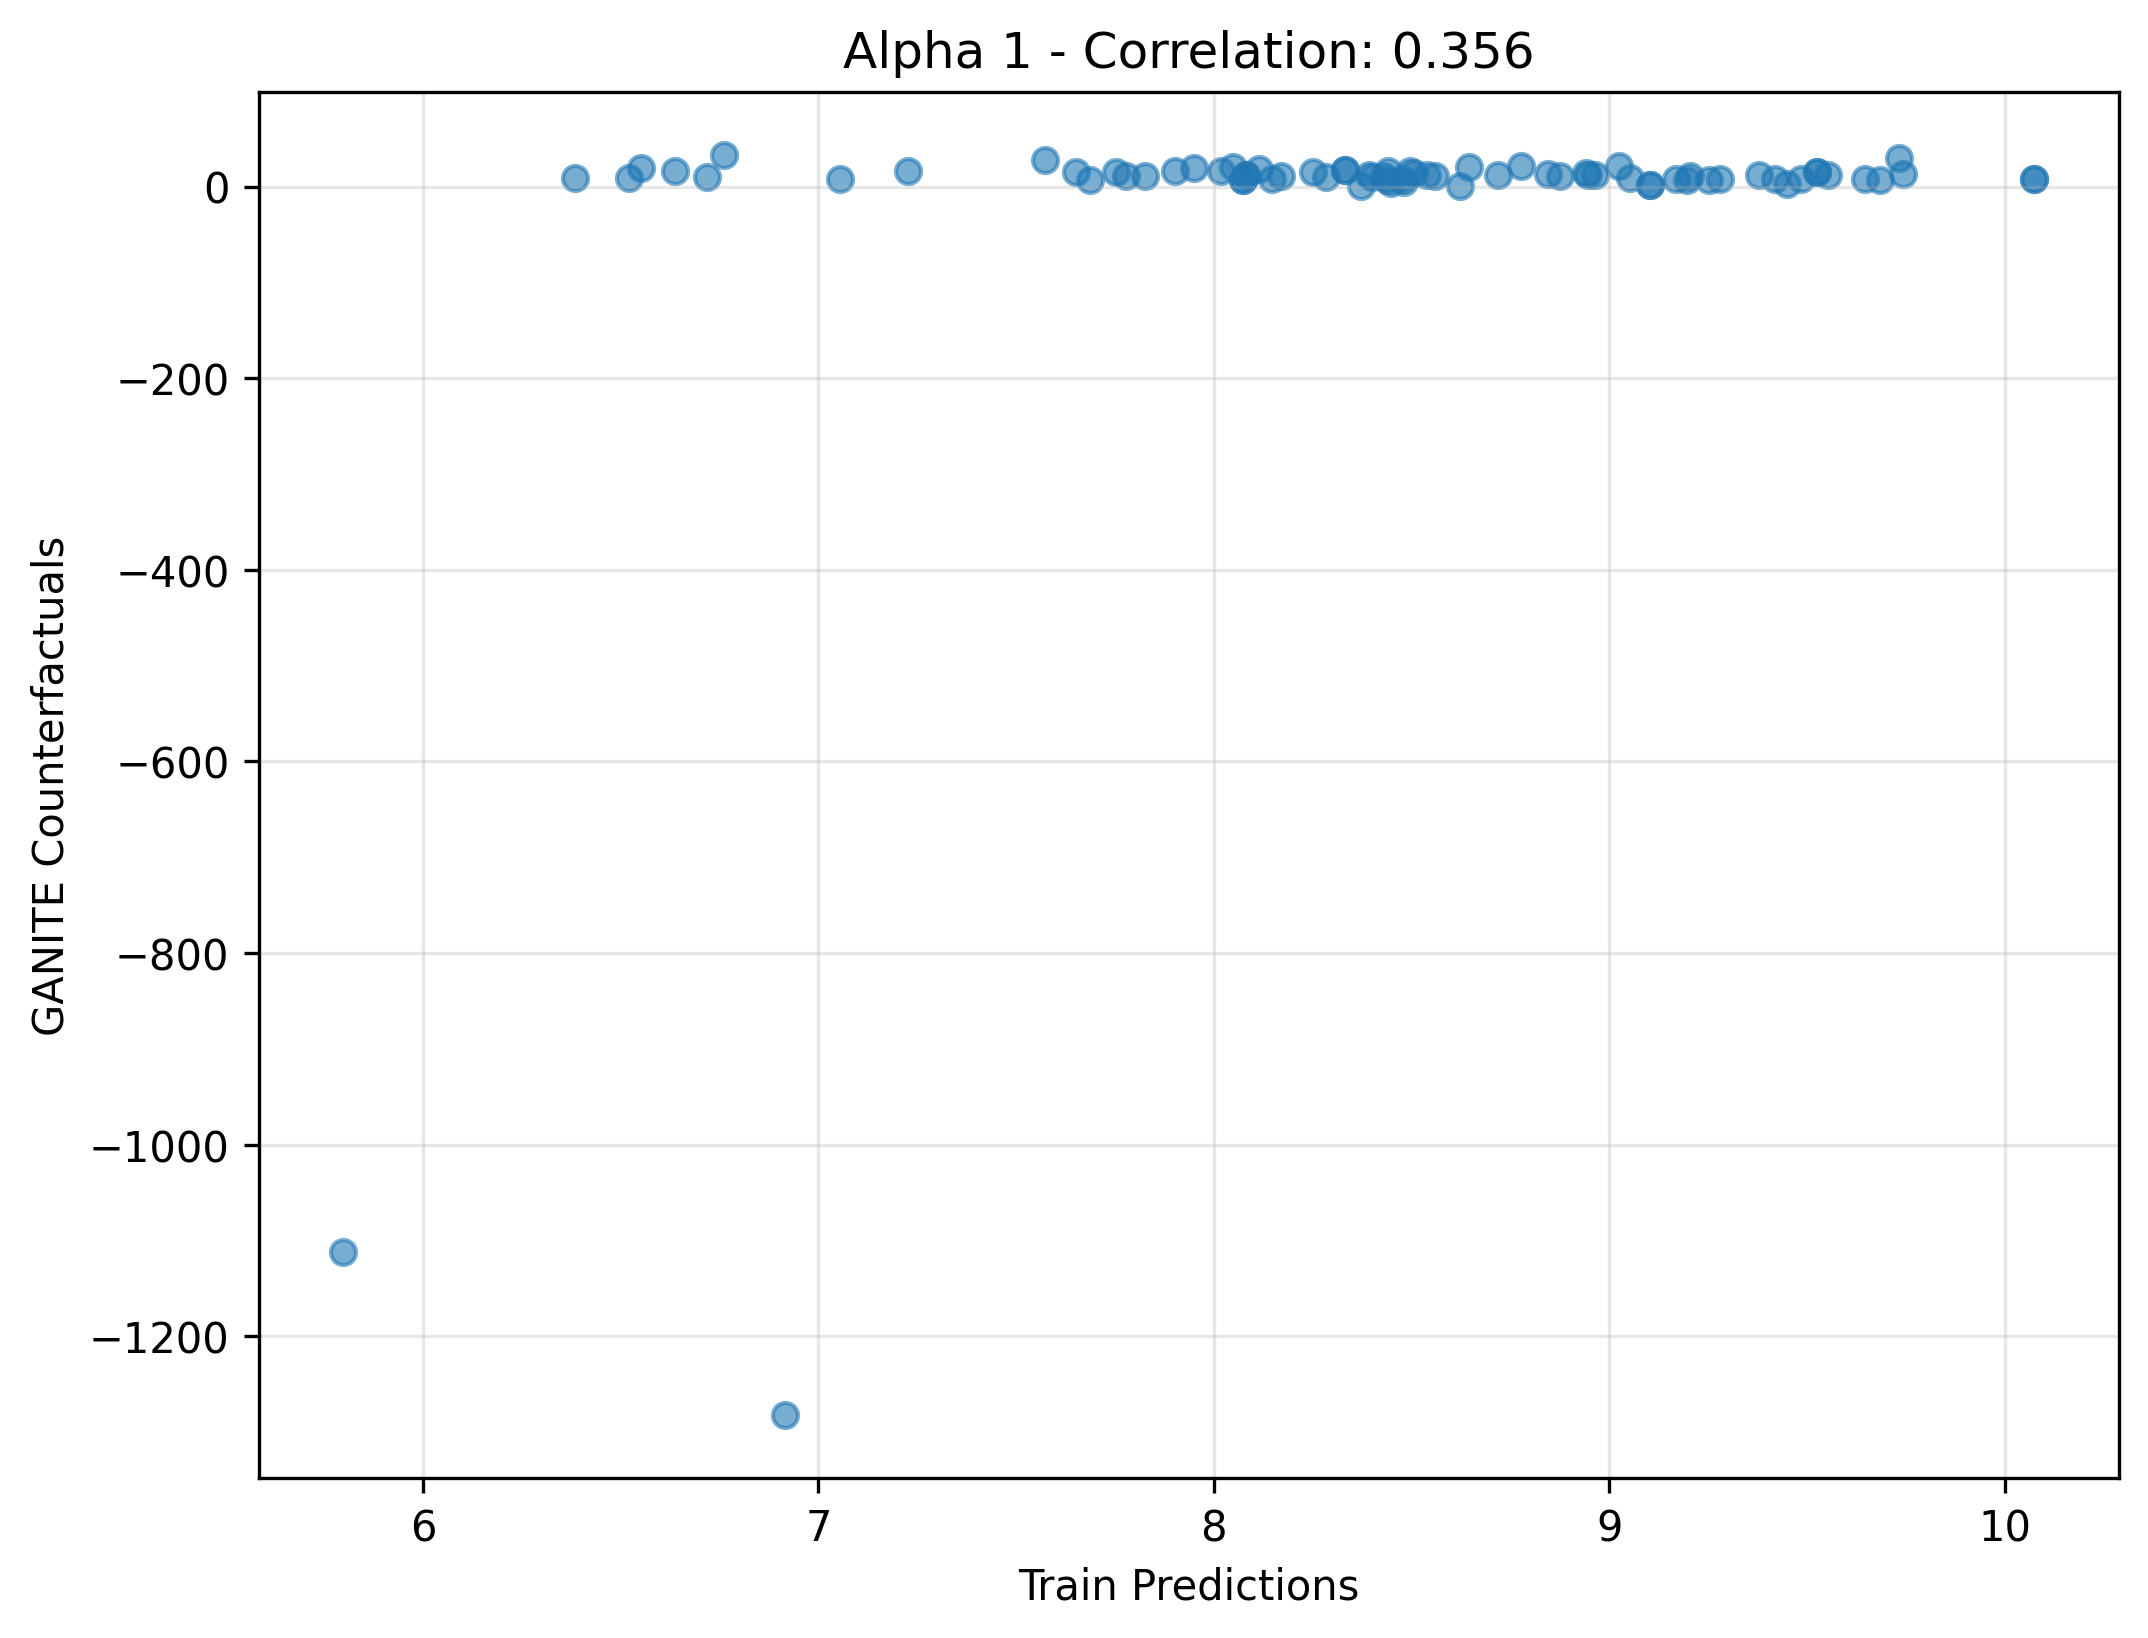 Alpha 1 - Correlation: 0.356
GANITE Counterfactuals
0
−200
−400
−600
−800
−1000
−1200
6 7 8 9 10
Train Predictions